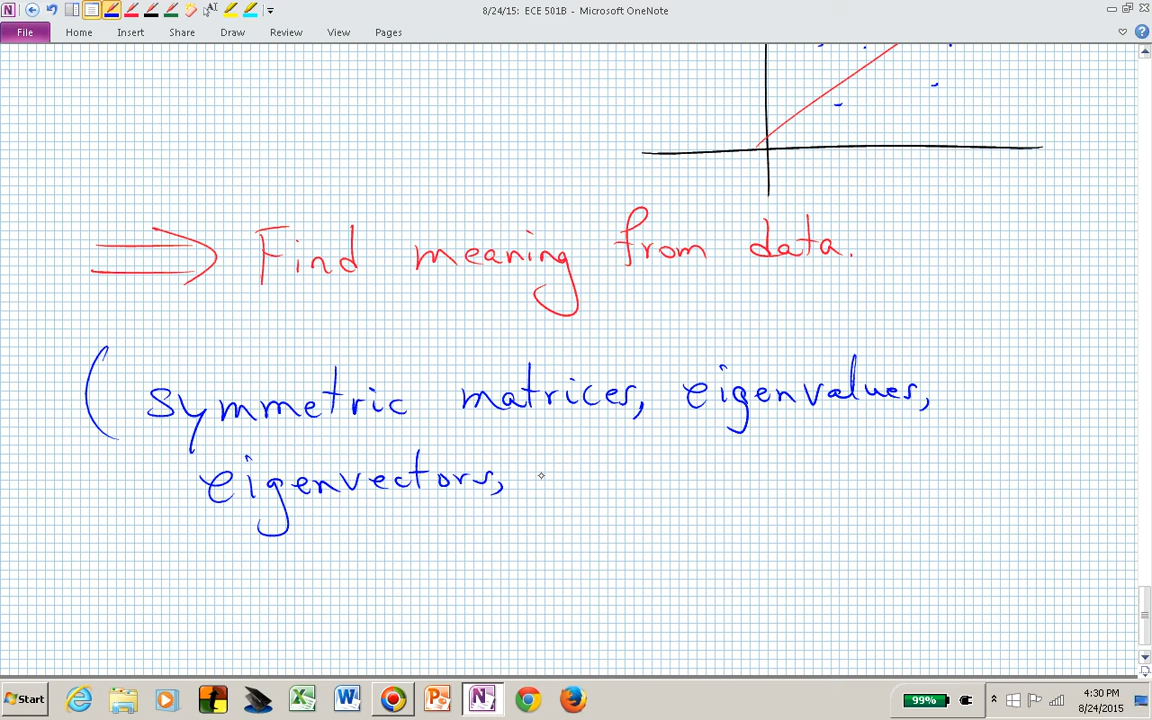 8/24/15: ECE 501B - Microsoft OneNote
File Home Insert Share Draw Review View Pages
Find meaning from data.
( symmetric matrices, eigenvalues,
eigenvectors,
Start
99%
4:30 PM
8/24/2015